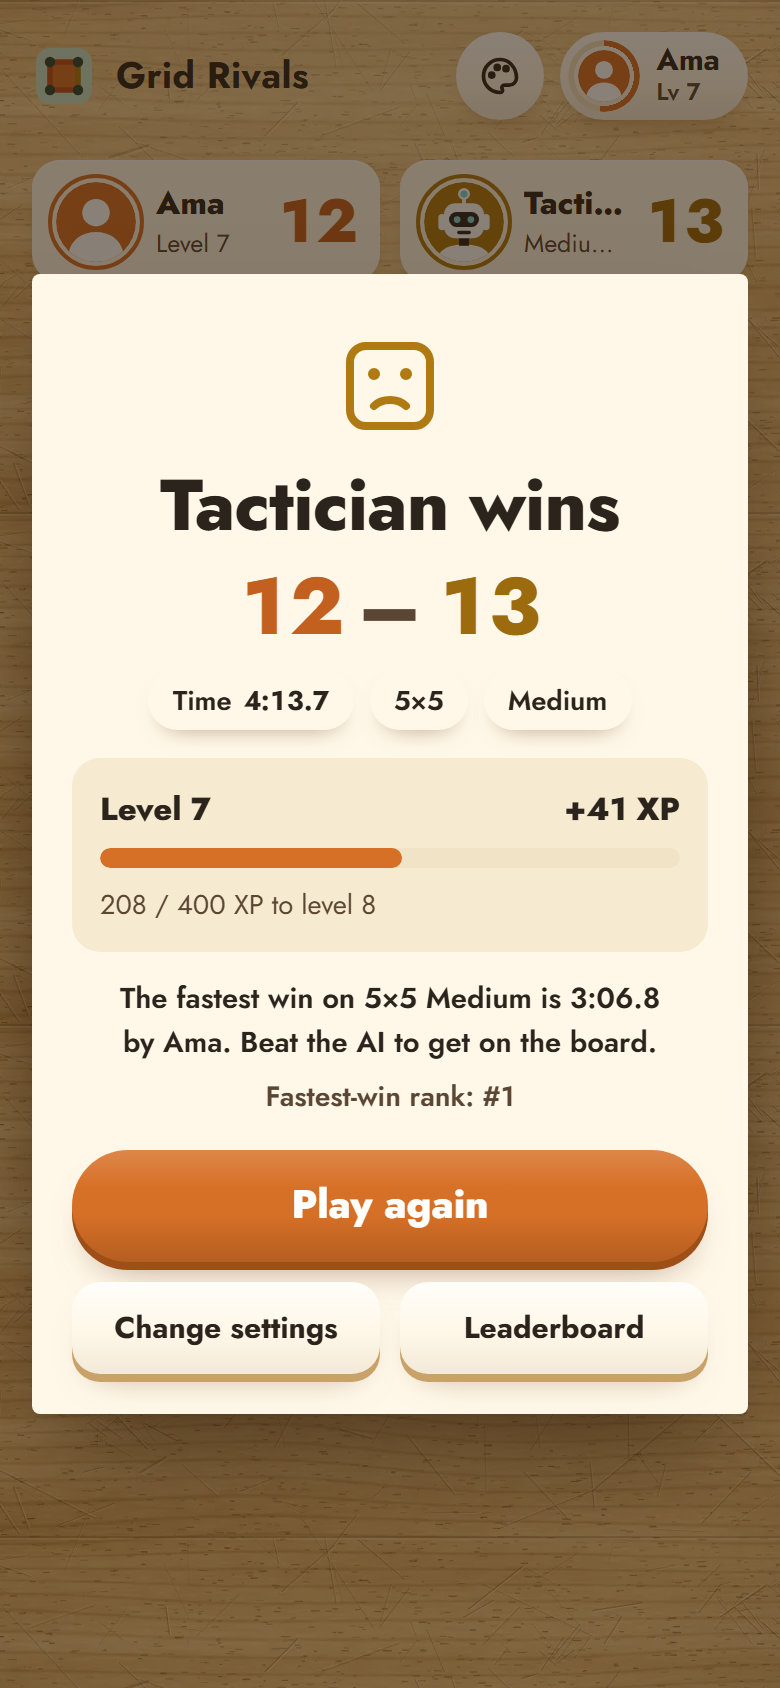 Grid Rivals
Ama
Lv 7
Ama
Level 7
12
Tacti...
Mediu...
13
Tactician wins
12 – 13
Time 4:13.7
5×5
Medium
Level 7
+41 XP
208 / 400 XP to level 8
The fastest win on 5×5 Medium is 3:06.8
by Ama. Beat the AI to get on the board.
Fastest-win rank: #1
Play again
Change settings
Leaderboard